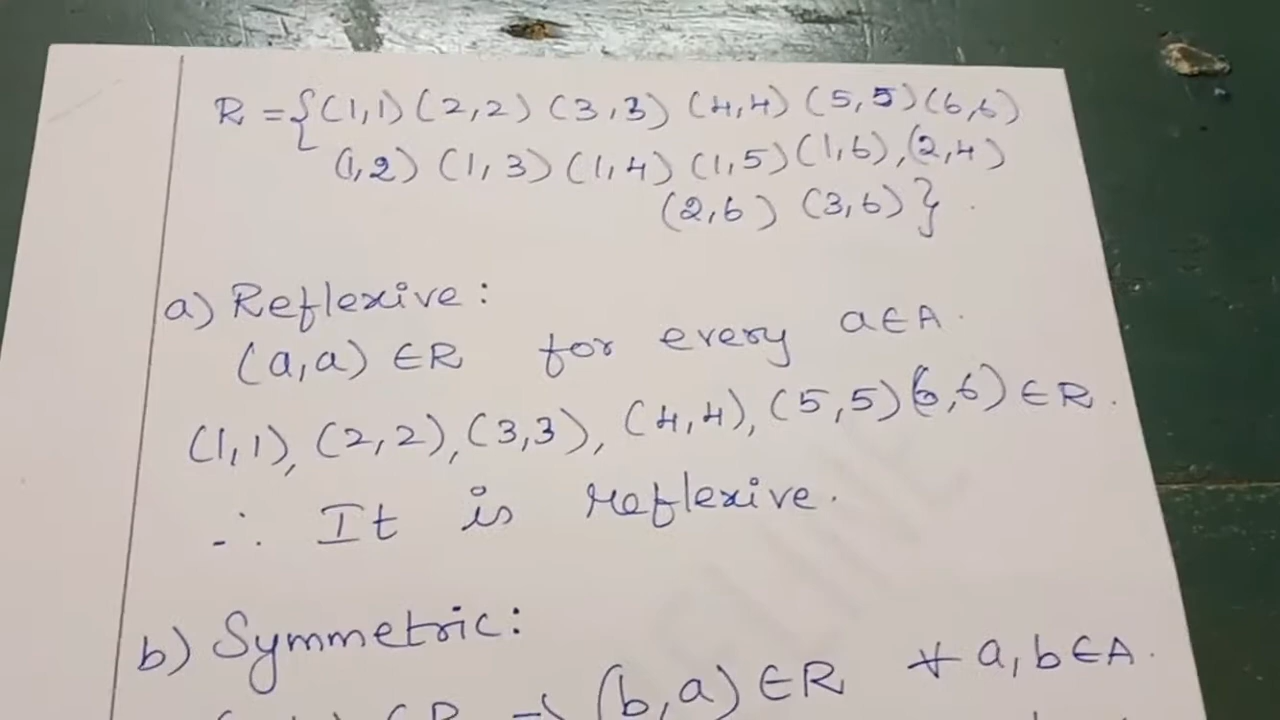 R = {(1,1) (2,2) (3,3) (4,4) (5,5) (6,6)
(1,2) (1,3) (1,4) (1,5) (1,6), (2,4)
(2,6) (3,6)}.
a) Reflexive:
(a,a) ∈R for every a∈A.
(1,1), (2,2), (3,3), (4,4), (5,5) (6,6) ∈ R.
∴ It is reflexive.
b) Symmetric:
(b,a) ∈R ∀ a,b∈A.